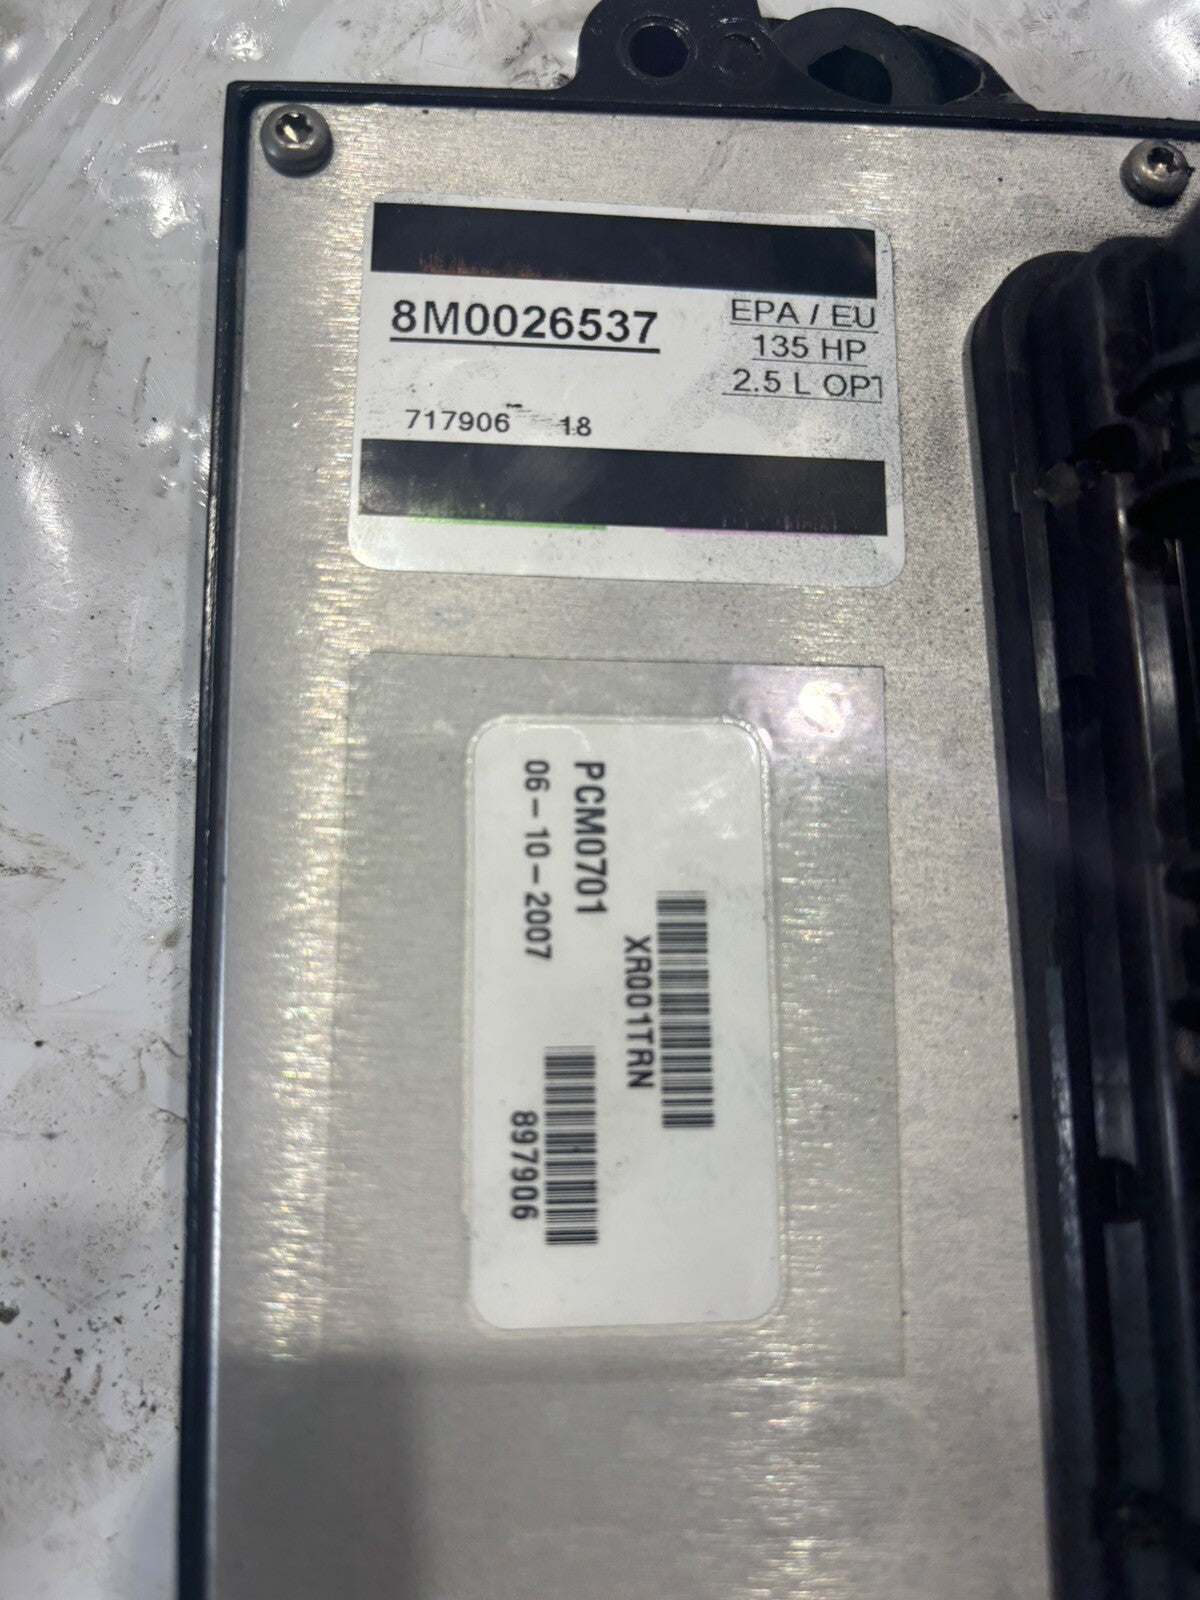 8M0026537
EPA / EU
135 HP
2.5 L OPT
717906 18
PCM0701
06-10-2007
XR001TRN
897906